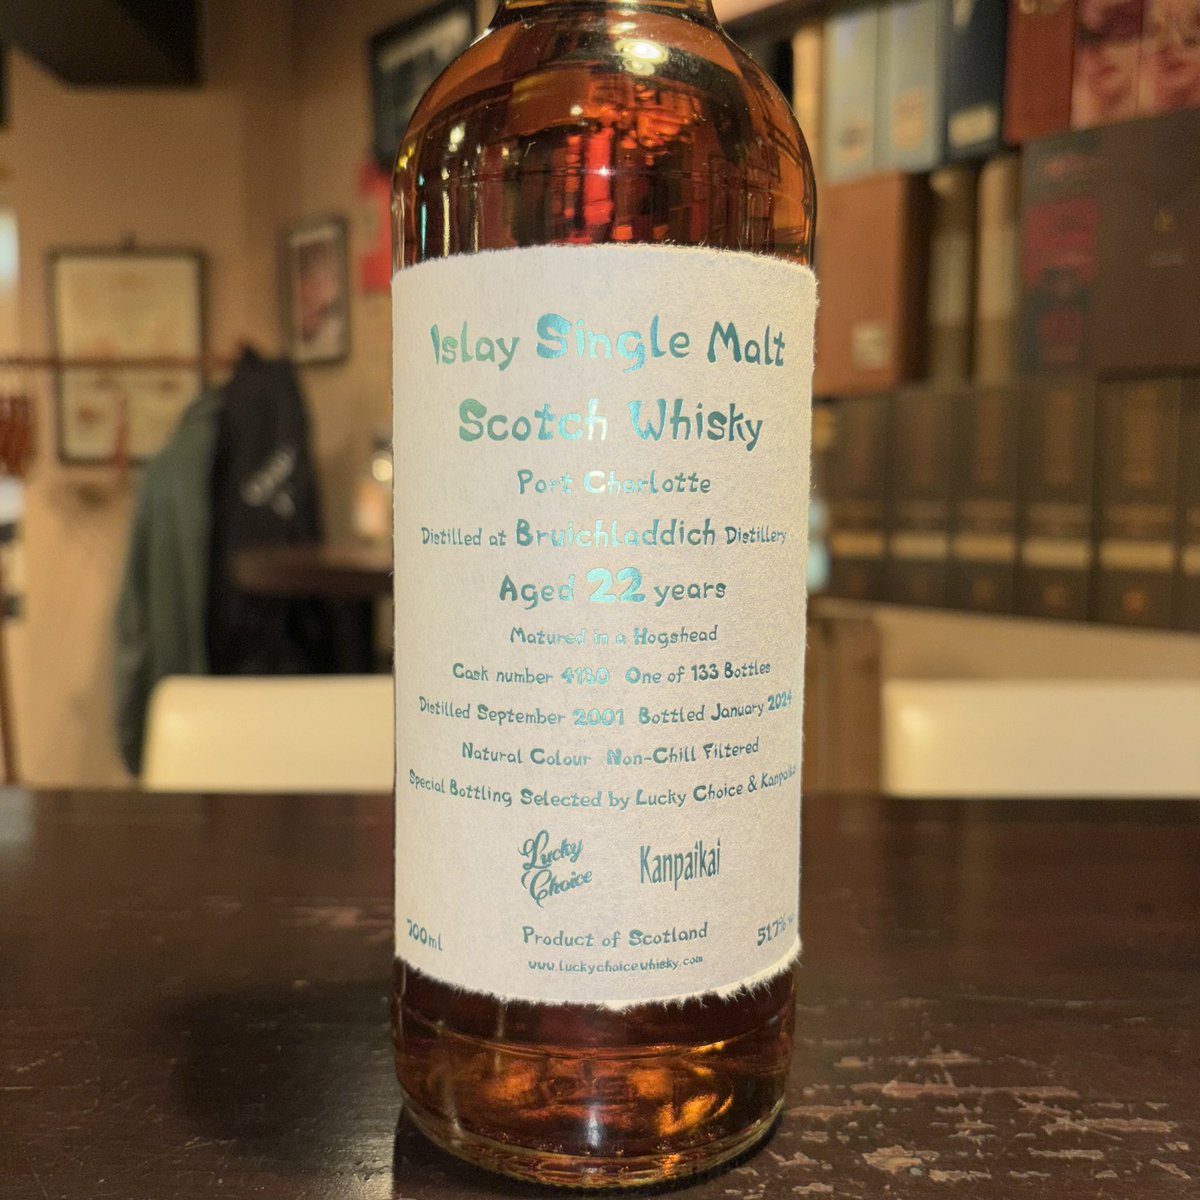 Islay Single Malt
Scotch Whisky
Port Charlotte
Distilled at Bruichladdich Distillery
Aged 22 years
Matured in a Hogshead
Cask number 4130 One of 133 Bottles
Distilled September 2001 Bottled January 2024
Natural Colour Non-Chill Filtered
Special Bottling Selected by Lucky Choice & Kanpaikai
Lucky Choice
Kanpaikai
700ml
Product of Scotland
51.7%
www.luckychoicewhisky.com